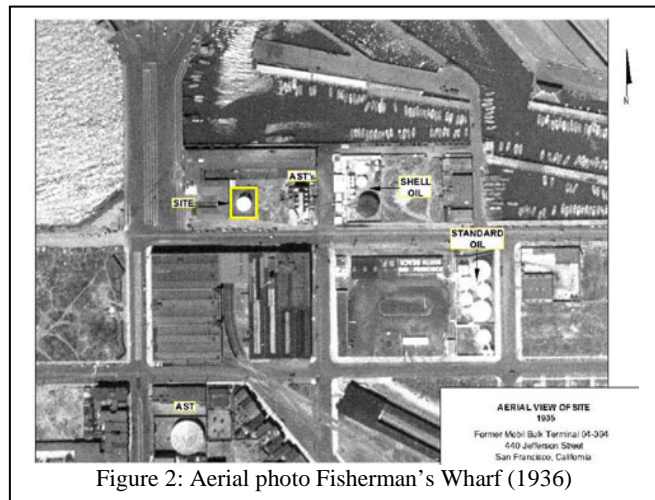 N
AST's
SHELL
OIL
SITE
STANDARD
OIL
AST
AERIAL VIEW OF SITE
1935
Former Mobil Bulk Terminal 04-304
440 Jefferson Street
San Francisco, California
Figure 2: Aerial photo Fisherman's Wharf (1936)